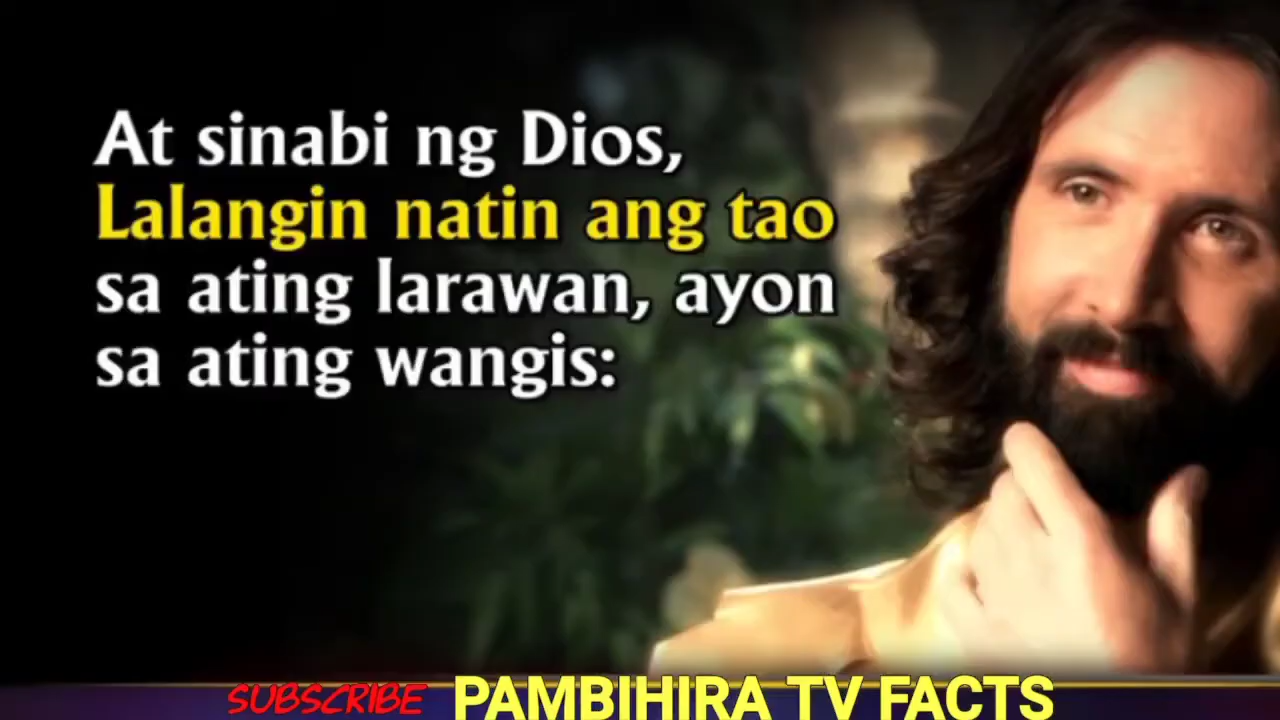 At sinabi ng Dios,
Lalangin natin ang tao
sa ating larawan, ayon
sa ating wangis:
SUBSCRIBE PAMBIHIRA TV FACTS